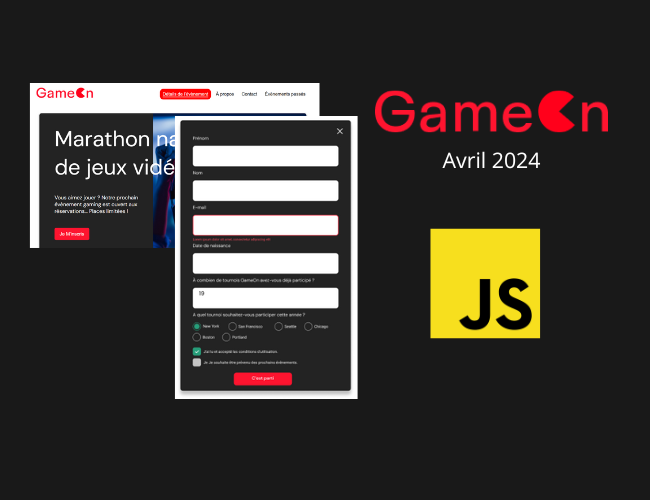 GameOn
Détails de l'évènement
À propos
Contact
Évènements passés
Marathon na
de jeux vidé
Vous aimez jouer ? Notre prochain
évènement gaming est ouvert aux
réservations... Places limitées !
Je M'inscris
Prénom
Nom
E-mail
Date de naissance
À combien de tournois GameOn avez-vous déjà participé ?
19
A quel tournoi souhaitez-vous participer cette année ?
New York
San Francisco
Seattle
Chicago
Boston
Portland
J'ai lu et accepté les conditions d'utilisation.
Je Je souhaite être prévenu des prochains évènements.
C'est parti
GameOn
Avril 2024
JS